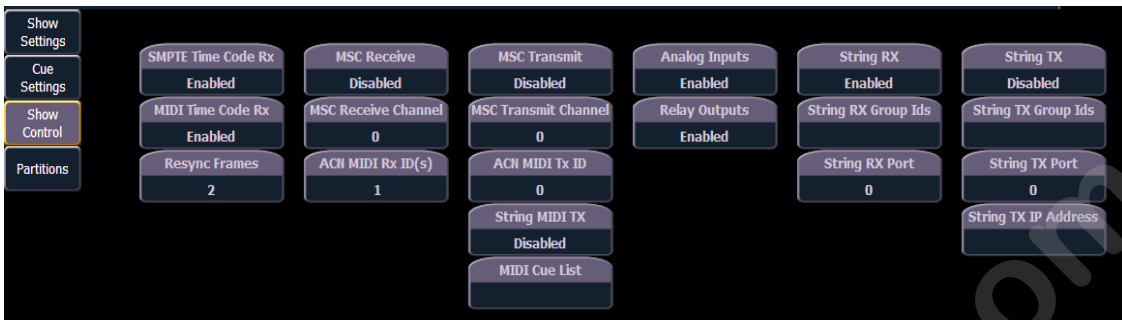 Show
Settings
Cue
Settings
Show
Control
Partitions
SMPTE Time Code Rx
Enabled
MIDI Time Code Rx
Enabled
Resync Frames
2
MSC Receive
Disabled
MSC Receive Channel
0
ACN MIDI Rx ID(s)
1
MSC Transmit
Disabled
MSC Transmit Channel
0
ACN MIDI Tx ID
0
String MIDI TX
Disabled
MIDI Cue List
Analog Inputs
Enabled
Relay Outputs
Enabled
String RX
Enabled
String RX Group Ids
String RX Port
0
String TX
Disabled
String TX Group Ids
String TX Port
0
String TX IP Address
om